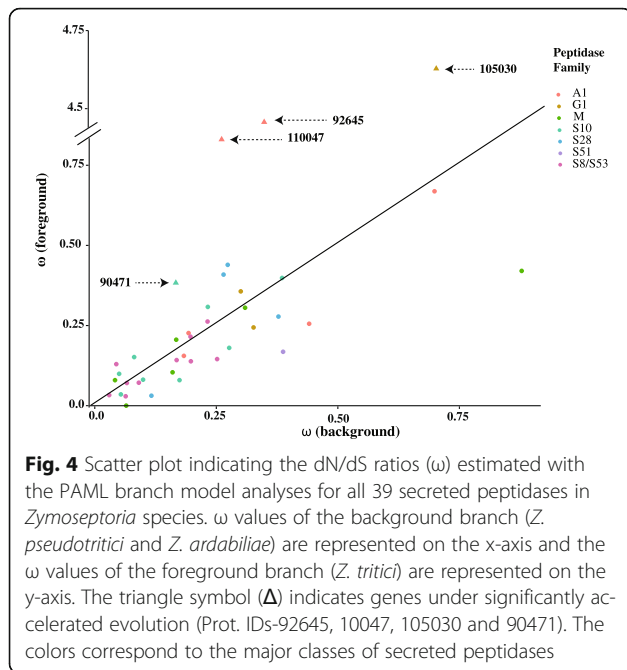 4.75
4.5
0.75
0.50
0.25
0.0
ω (foreground)
105030
92645
110047
90471
Peptidase
Family
A1
G1
M
S10
S28
S51
S8/S53
0.00
0.25
0.50
0.75
ω (background)
Fig. 4 Scatter plot indicating the dN/dS ratios (ω) estimated with
the PAML branch model analyses for all 39 secreted peptidases in
Zymoseptoria species. ω values of the background branch (Z.
pseudotritici and Z. ardabiliae) are represented on the x-axis and the
ω values of the foreground branch (Z. tritici) are represented on the
y-axis. The triangle symbol (Δ) indicates genes under significantly ac-
celerated evolution (Prot. IDs-92645, 10047, 105030 and 90471). The
colors correspond to the major classes of secreted peptidases